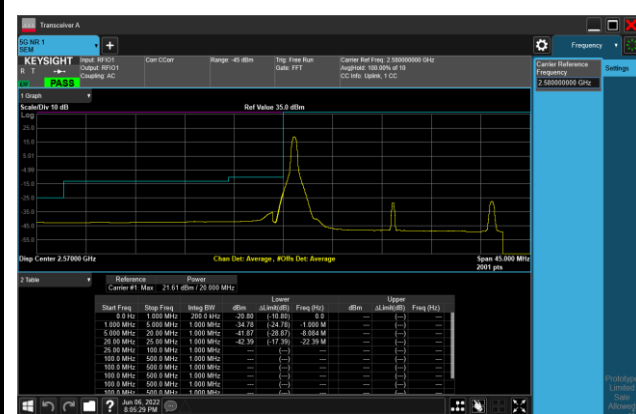 Transceiver A
5G NR 1
SEM
Frequency
KEYSIGHT Input: RFIO1 Corr CCorr Range: -45 dBm Trig: Free Run Carrier Ref Freq: 2.580000000 GHz
R T Output: RFIO1 Gate: FFT Avg|Hold: 100.00% of 10
Coupling: AC CC Info: Uplink, 1 CC
PASS
Carrier Reference
Frequency
2.580000000 GHz
Settings
1 Graph
Scale/Div 10 dB Ref Value 35.0 dBm
Log
25.0
15.0
5.01
-4.99
-15.0
-25.0
-35.0
-45.0
-55.0
Disp Center 2.57000 GHz Chan Det: Average , #Offs Det: Average Span 45.000 MHz
2001 pts
2 Table
Reference Power
Carrier #1 Max 21.61 dBm / 20.000 MHz
Lower Upper
Start Freq Stop Freq Integ BW dBm ΔLimit(dB) Freq (Hz) dBm ΔLimit(dB) Freq (Hz)
0.0 Hz 1.000 MHz 200.0 kHz -20.80 (-10.80) 0.0 --- (---) ---
1.000 MHz 5.000 MHz 1.000 MHz -34.78 (-24.78) -1.000 M --- (---) ---
5.000 MHz 20.00 MHz 1.000 MHz -41.87 (-28.87) -8.084 M --- (---) ---
20.00 MHz 25.00 MHz 1.000 MHz -42.39 (-17.39) -22.39 M --- (---) ---
25.00 MHz 100.0 MHz 1.000 MHz --- (---) --- --- (---) ---
100.0 MHz 500.0 MHz 1.000 MHz --- (---) --- --- (---) ---
100.0 MHz 500.0 MHz 1.000 MHz --- (---) --- --- (---) ---
100.0 MHz 500.0 MHz 1.000 MHz --- (---) --- --- (---) ---
100.0 MHz 500.0 MHz 1.000 MHz --- (---) --- --- (---) ---
Prototype
Limited
Sale
Allowed
Jun 06, 2022
8:05:29 PM